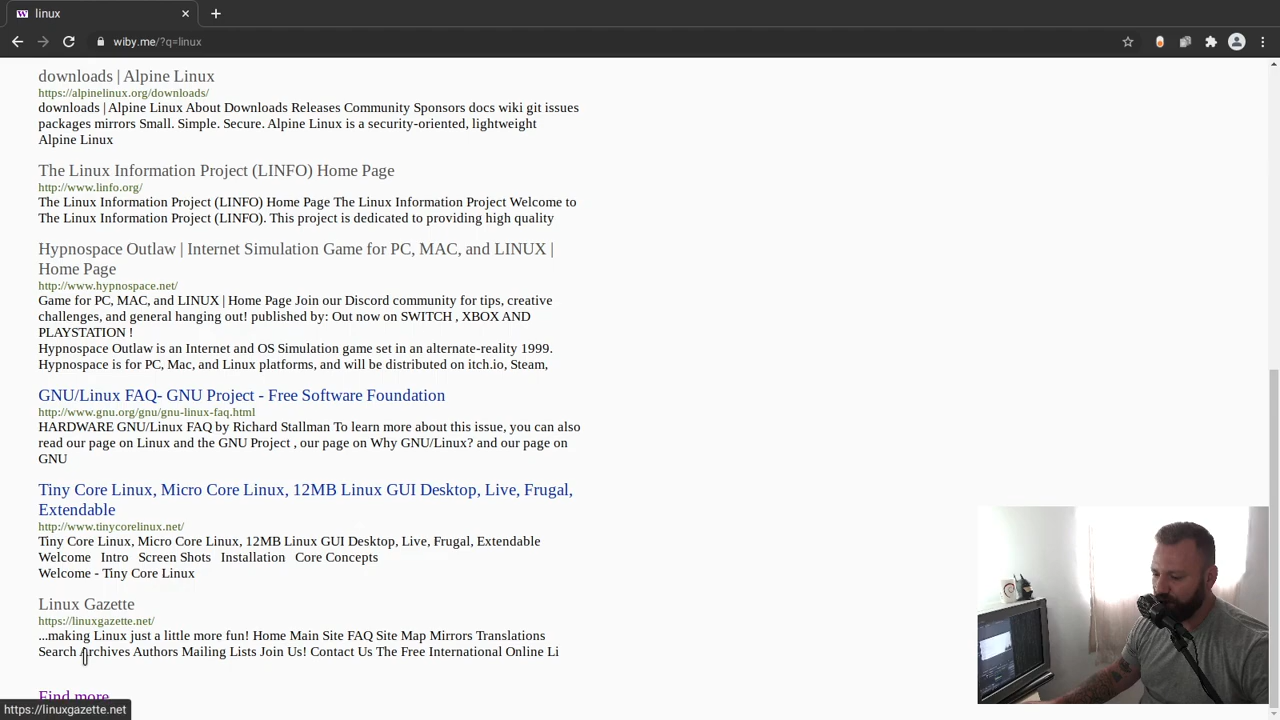 linux
wiby.me/?q=linux
downloads | Alpine Linux
https://alpinelinux.org/downloads/
downloads | Alpine Linux About Downloads Releases Community Sponsors docs wiki git issues
packages mirrors Small. Simple. Secure. Alpine Linux is a security-oriented, lightweight
Alpine Linux
The Linux Information Project (LINFO) Home Page
http://www.linfo.org/
The Linux Information Project (LINFO) Home Page The Linux Information Project Welcome to
The Linux Information Project (LINFO). This project is dedicated to providing high quality
Hypnospace Outlaw | Internet Simulation Game for PC, MAC, and LINUX |
Home Page
http://www.hypnospace.net/
Game for PC, MAC, and LINUX | Home Page Join our Discord community for tips, creative
challenges, and general hanging out! published by: Out now on SWITCH , XBOX AND
PLAYSTATION !
Hypnospace Outlaw is an Internet and OS Simulation game set in an alternate-reality 1999.
Hypnospace is for PC, Mac, and Linux platforms, and will be distributed on itch.io, Steam,
GNU/Linux FAQ- GNU Project - Free Software Foundation
http://www.gnu.org/gnu/gnu-linux-faq.html
HARDWARE GNU/Linux FAQ by Richard Stallman To learn more about this issue, you can also
read our page on Linux and the GNU Project , our page on Why GNU/Linux? and our page on
GNU
Tiny Core Linux, Micro Core Linux, 12MB Linux GUI Desktop, Live, Frugal,
Extendable
http://www.tinycorelinux.net/
Tiny Core Linux, Micro Core Linux, 12MB Linux GUI Desktop, Live, Frugal, Extendable
Welcome Intro Screen Shots Installation Core Concepts
Welcome - Tiny Core Linux
Linux Gazette
https://linuxgazette.net/
...making Linux just a little more fun! Home Main Site FAQ Site Map Mirrors Translations
Search Archives Authors Mailing Lists Join Us! Contact Us The Free International Online Li
Find more
https://linuxgazette.net